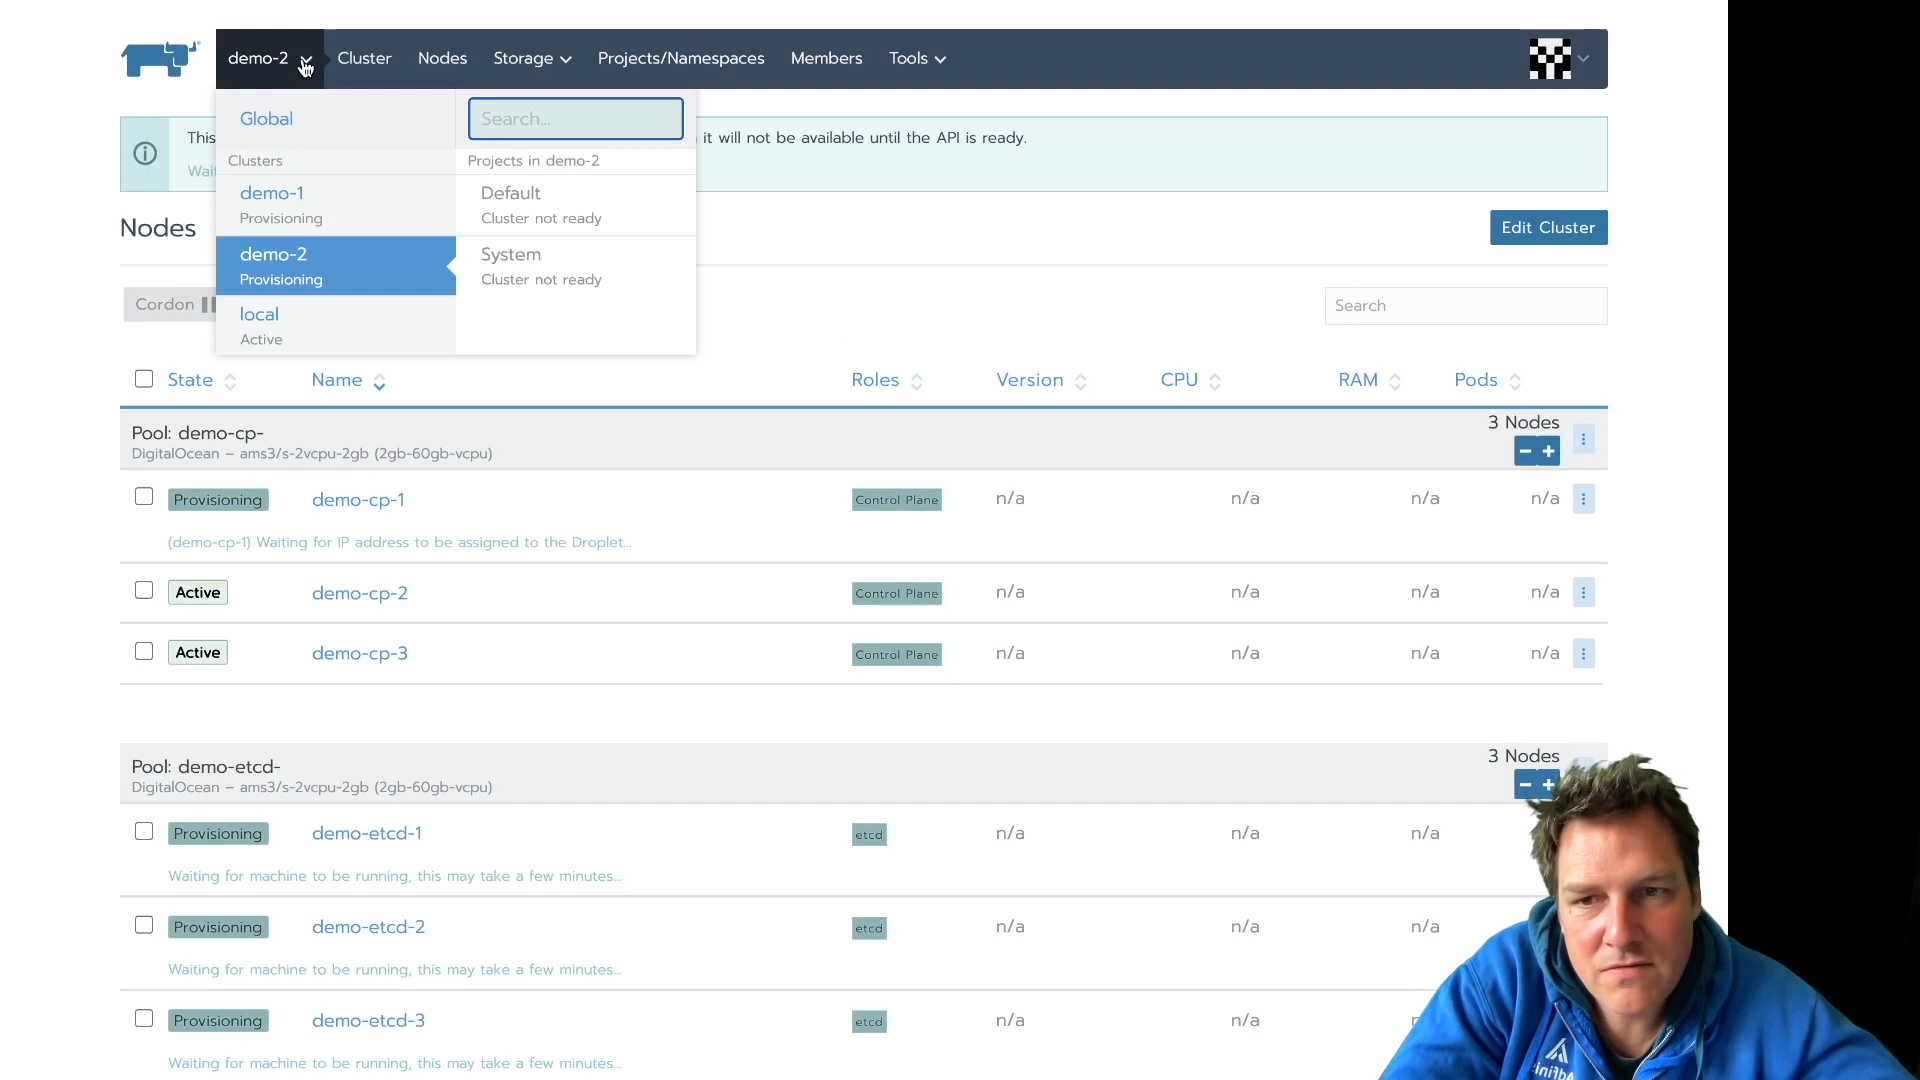 demo-2 Cluster Nodes Storage Projects/Namespaces Members Tools
Global Search...
This it will not be available until the API is ready.
Clusters Projects in demo-2
demo-1 Default
Provisioning Cluster not ready
Nodes Edit Cluster
demo-2 System
Provisioning Cluster not ready
Cordon Search
local
Active
State Name Roles Version CPU RAM Pods
Pool: demo-cp- 3 Nodes
DigitalOcean – ams3/s-2vcpu-2gb (2gb-60gb-vcpu)
Provisioning demo-cp-1 Control Plane n/a n/a n/a n/a
(demo-cp-1) Waiting for IP address to be assigned to the Droplet...
Active demo-cp-2 Control Plane n/a n/a n/a n/a
Active demo-cp-3 Control Plane n/a n/a n/a n/a
Pool: demo-etcd- 3 Nodes
DigitalOcean – ams3/s-2vcpu-2gb (2gb-60gb-vcpu)
Provisioning demo-etcd-1 etcd n/a n/a n/a
Waiting for machine to be running, this may take a few minutes...
Provisioning demo-etcd-2 etcd n/a n/a n/a
Waiting for machine to be running, this may take a few minutes...
Provisioning demo-etcd-3 etcd n/a n/a
Waiting for machine to be running, this may take a few minutes...